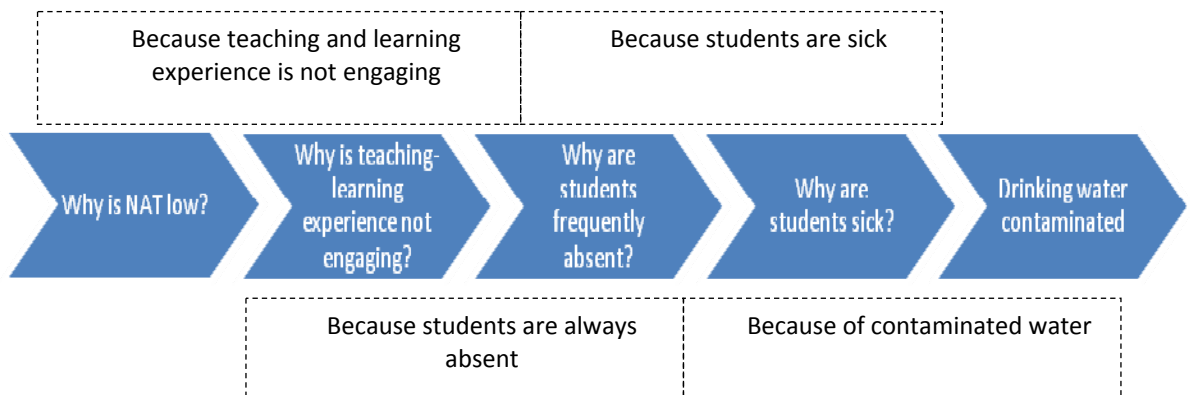 Because teaching and learning
experience is not engaging
Because students are sick
Why is NAT low?
Why is teaching-
learning
experience not
engaging?
Why are
students
frequently
absent?
Why are
students sick?
Drinking water
contaminated
Because students are always
absent
Because of contaminated water